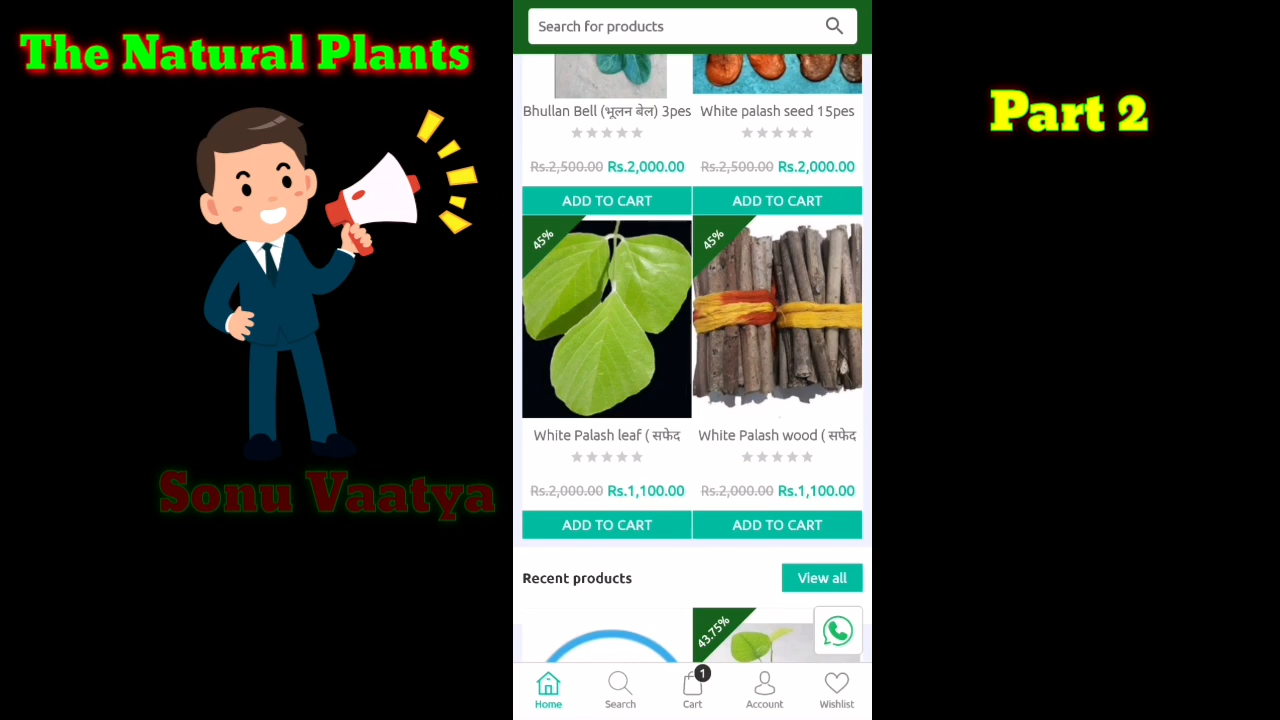 The Natural Plants
Sonu Vaatya
Search for products
Bhullan Bell (भूलन बेल) 3pes
White palash seed 15pes
Rs.2,500.00 Rs.2,000.00
Rs.2,500.00 Rs.2,000.00
ADD TO CART
ADD TO CART
45%
45%
White Palash leaf ( सफेद
White Palash wood ( सफेद
Rs.2,000.00 Rs.1,100.00
Rs.2,000.00 Rs.1,100.00
ADD TO CART
ADD TO CART
Recent products
View all
43.75%
1
Home
Search
Cart
Account
Wishlist
Part 2